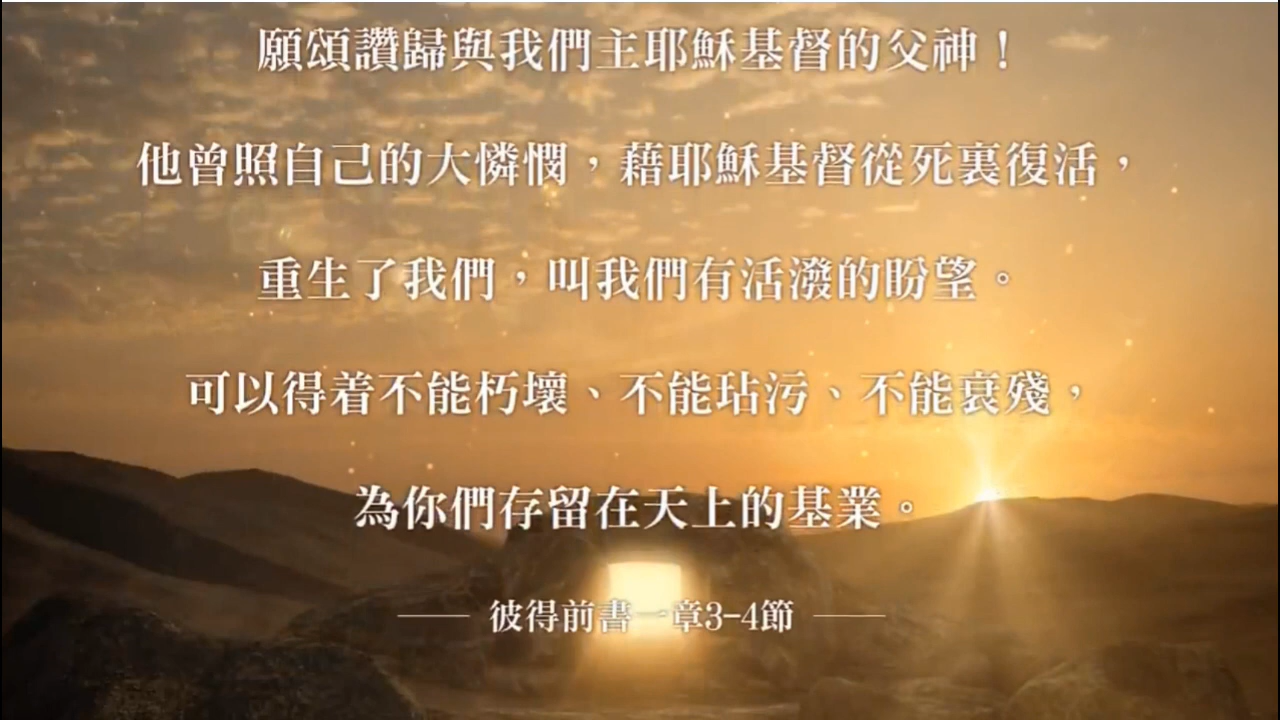 願頌讚歸與我們主耶穌基督的父神！
他曾照自己的大憐憫，藉耶穌基督從死裏復活，
重生了我們，叫我們有活潑的盼望。
可以得着不能朽壞、不能玷污、不能衰殘，
為你們存留在天上的基業。
—— 彼得前書一章3-4節 ——